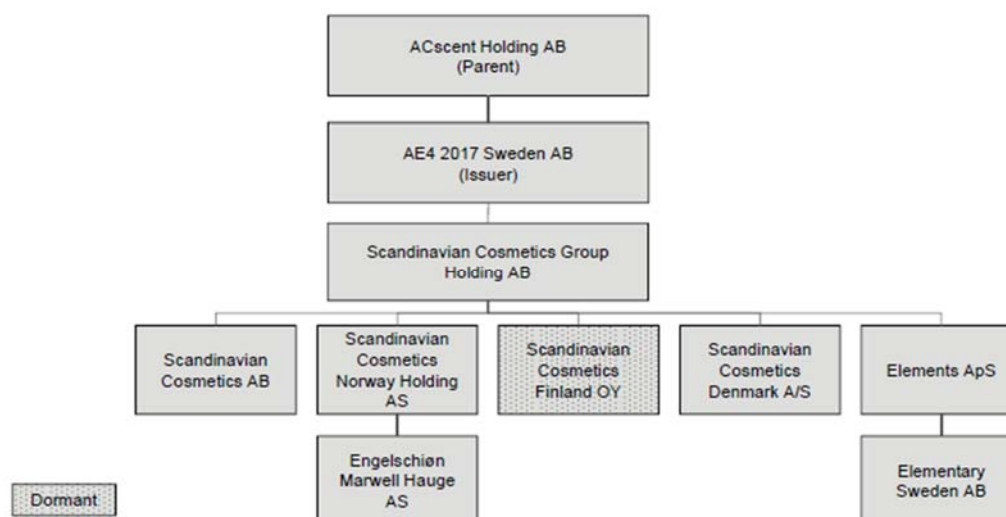 ACscent Holding AB
(Parent)
AE4 2017 Sweden AB
(Issuer)
Scandinavian Cosmetics Group
Holding AB
Scandinavian
Cosmetics AB
Scandinavian
Cosmetics
Norway Holding
AS
Scandinavian
Cosmetics
Finland OY
Scandinavian
Cosmetics
Denmark A/S
Elements ApS
Engelschiøn
Marwell Hauge
AS
Elementary
Sweden AB
Dormant